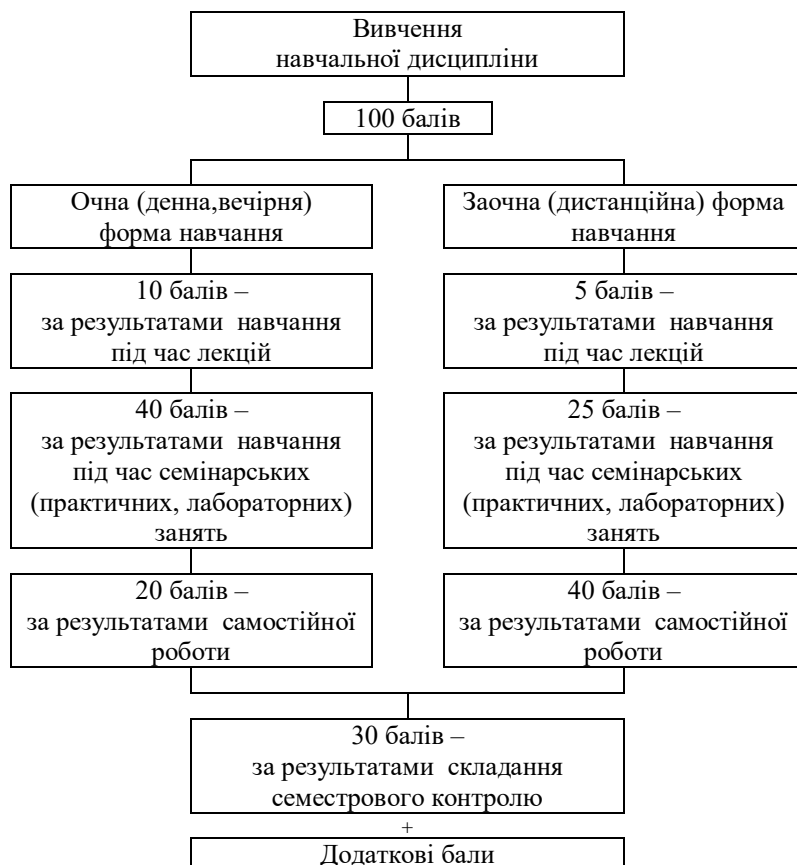 Вивчення
навчальної дисципліни
100 балів
Очна (денна,вечірня)
форма навчання
10 балів –
за результатами навчання
під час лекцій
40 балів –
за результатами навчання
під час семінарських
(практичних, лабораторних)
занять
20 балів –
за результатами самостійної
роботи
Заочна (дистанційна) форма
навчання
5 балів –
за результатами навчання
під час лекцій
25 балів –
за результатами навчання
під час семінарських
(практичних, лабораторних)
занять
40 балів –
за результатами самостійної
роботи
30 балів –
за результатами складання
семестрового контролю
+
Додаткові бали